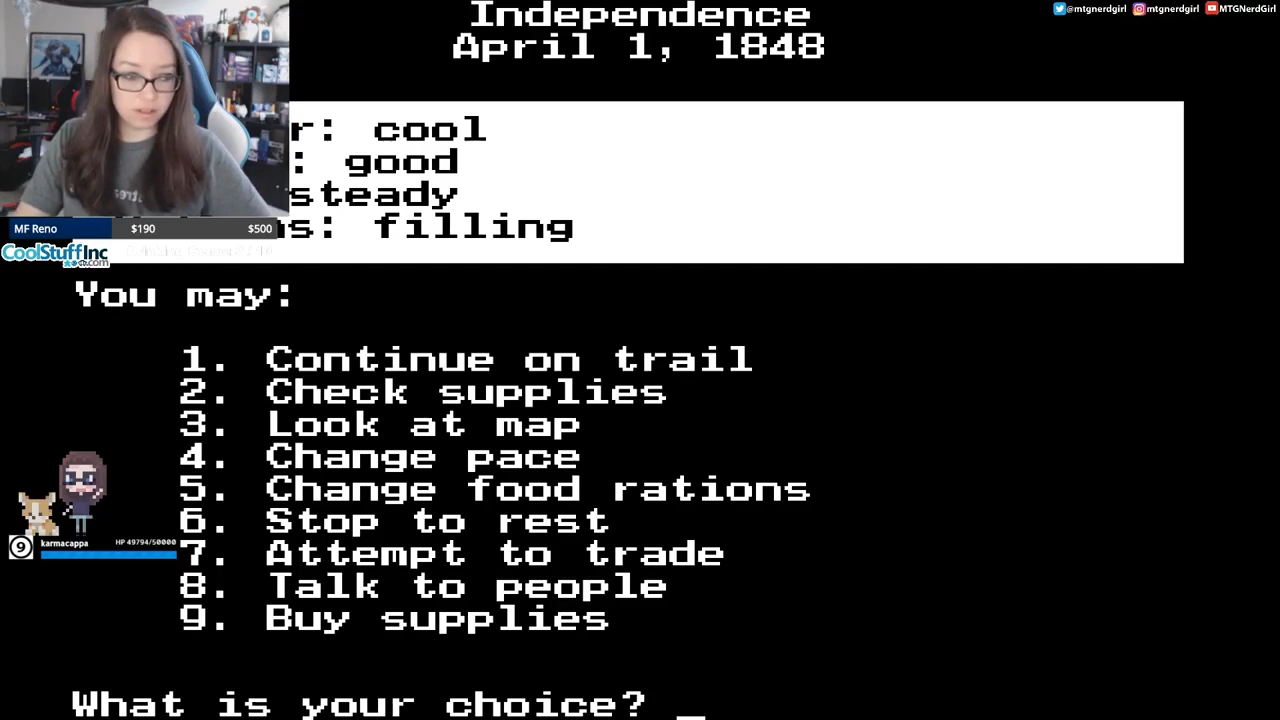 Independence
April 1, 1848
@mtgnerdgirl mtgnerdgirl MTGNerdGirl
r: cool
: good
steady
s: filling
MF Reno $190 $500
CoolStuffInc
.com
You may:
1. Continue on trail
2. Check supplies
3. Look at map
4. Change pace
5. Change food rations
6. Stop to rest
7. Attempt to trade
8. Talk to people
9. Buy supplies
9 karmacappa HP 49794/50000
What is your choice? _